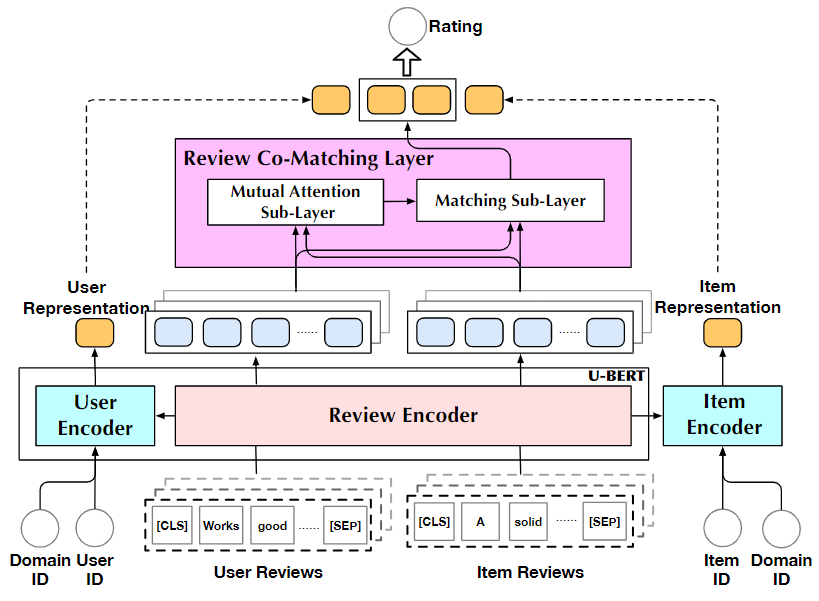 Rating
Review Co-Matching Layer
Mutual Attention
Sub-Layer
Matching Sub-Layer
User
Representation
Item
Representation
......
......
U-BERT
User
Encoder
Review Encoder
Item
Encoder
[CLS] Works good ...... [SEP]
[CLS] A solid ...... [SEP]
Domain
ID
User
ID
User Reviews
Item Reviews
Item
ID
Domain
ID